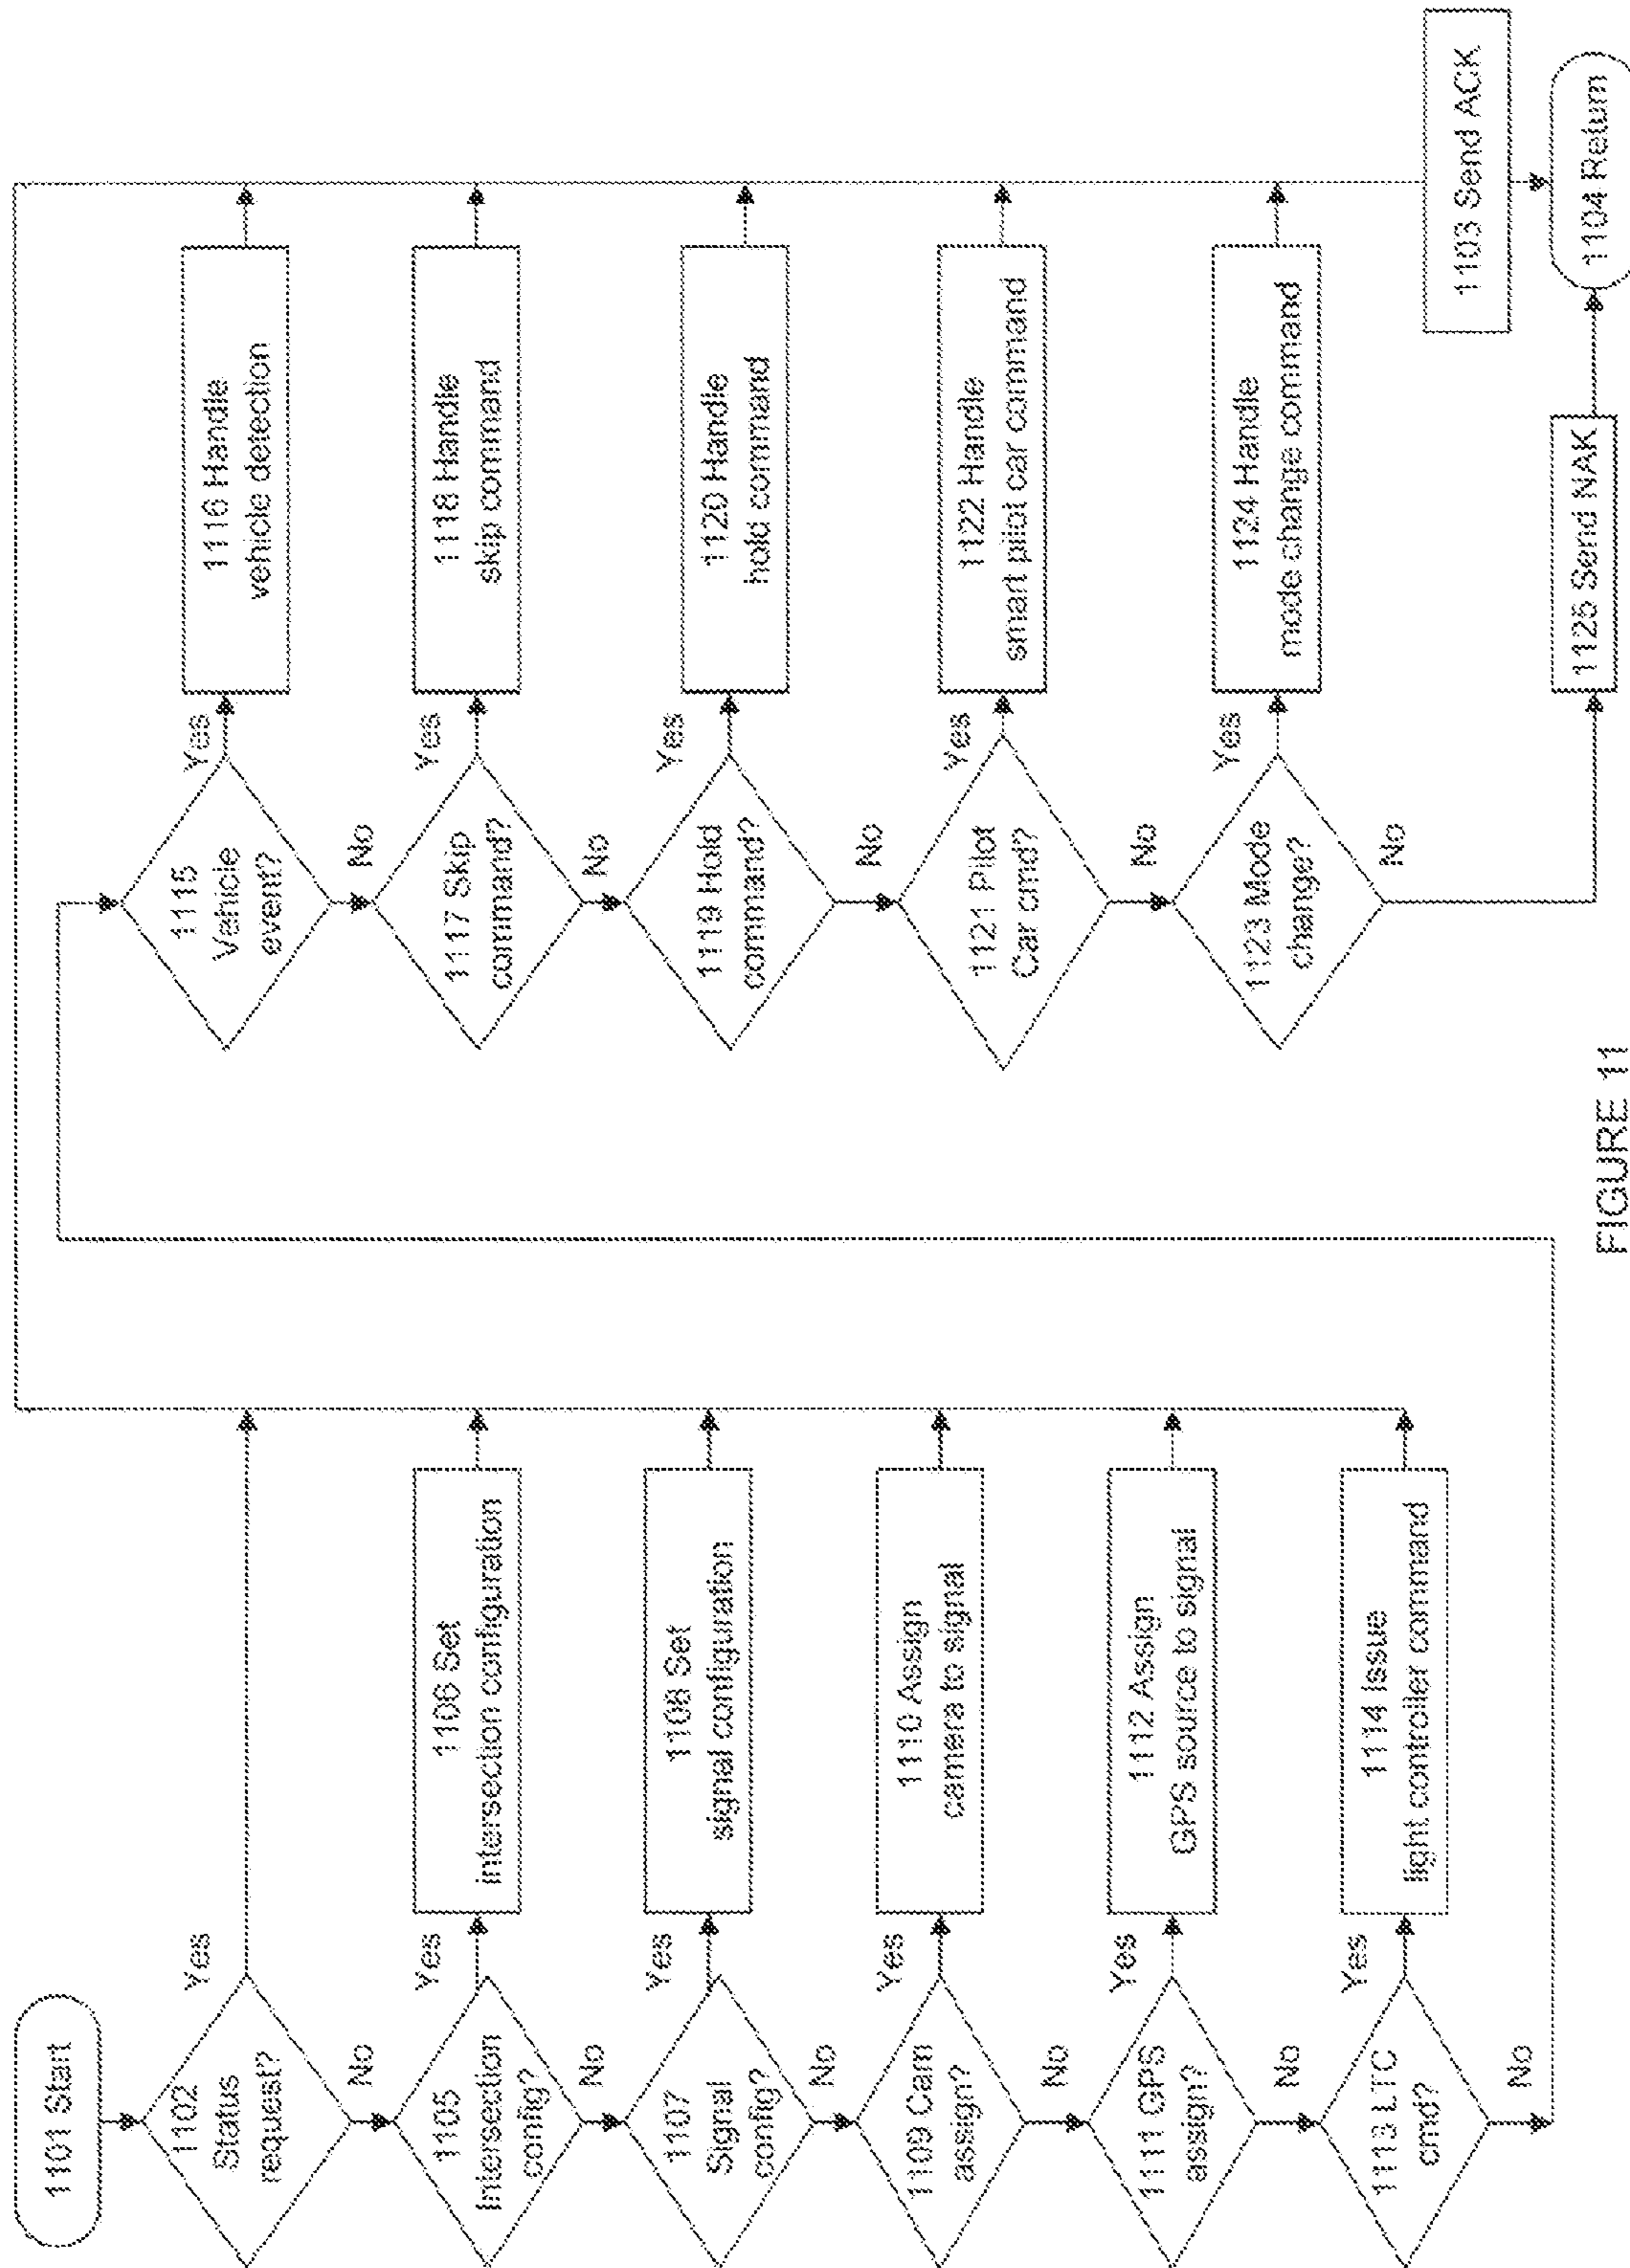 1101 Start
1102
Status
request?
Yes
No
1105
Intersection
config?
Yes
1106 Set
intersection configuration
No
1107
Signal
config?
Yes
1108 Set
signal configuration
No
1109 Cam
assign?
Yes
1110 Assign
camera to signal
No
1111 GPS
assign?
Yes
1112 Assign
GPS source to signal
No
1113 LTC
cmd?
Yes
1114 Issue
light controller command
No
1115
Vehicle
event?
Yes
1116 Handle
vehicle detection
No
1117 Skip
command?
Yes
1118 Handle
skip command
No
1119 Hold
command?
Yes
1120 Handle
hold command
No
1121 Pilot
Car cmd?
Yes
1122 Handle
smart pilot car command
No
1123 Mode
change?
Yes
1124 Handle
mode change command
No
1125 Send NAK
1103 Send ACK
1104 Return
FIGURE 11